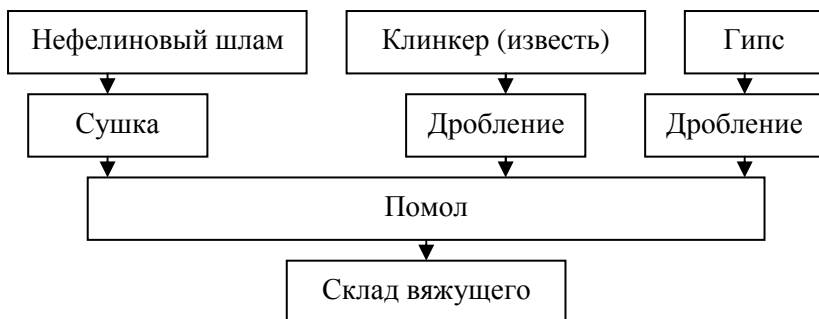 Нефелиновый шлам
Клинкер (известь)
Гипс
Сушка
Дробление
Дробление
Помол
Склад вяжущего